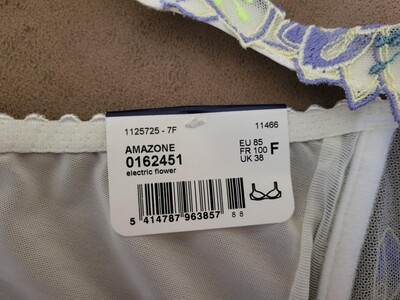 1125725 - 7F 11466
AMAZONE
0162451
electric flower
EU 85
FR 100 F
UK 38
5 414787 963857 88